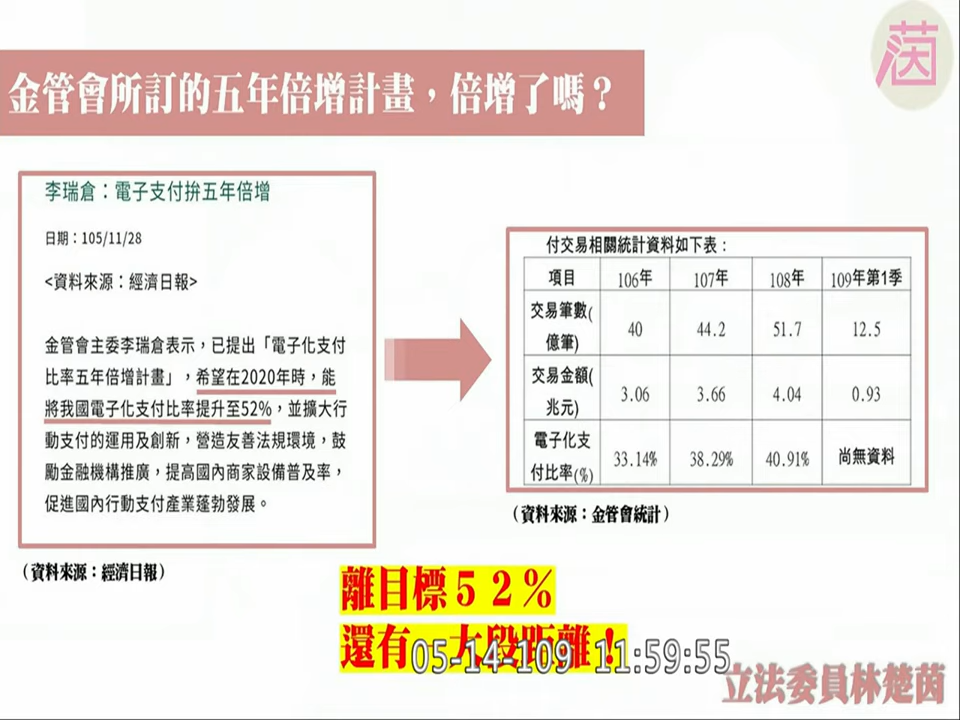 茵
金管會所訂的五年倍增計畫，倍增了嗎？
李瑞倉：電子支付拚五年倍增
日期：105/11/28
<資料來源：經濟日報>
金管會主委李瑞倉表示，已提出「電子化支付
比率五年倍增計畫」，希望在2020年時，能
將我國電子化支付比率提升至52%，並擴大行
動支付的運用及創新，營造友善法規環境，鼓
勵金融機構推廣，提高國內商家設備普及率，
促進國內行動支付產業蓬勃發展。
（資料來源：經濟日報）
付交易相關統計資料如下表：
項目 106年 107年 108年 109年第1季
交易筆數(
億筆) 40 44.2 51.7 12.5
交易金額(
兆元) 3.06 3.66 4.04 0.93
電子化支
付比率(%) 33.14% 38.29% 40.91% 尚無資料
（資料來源：金管會統計）
離目標５２％
還有一大段距離！
05-14-109 11:59:55
立法委員林楚茵